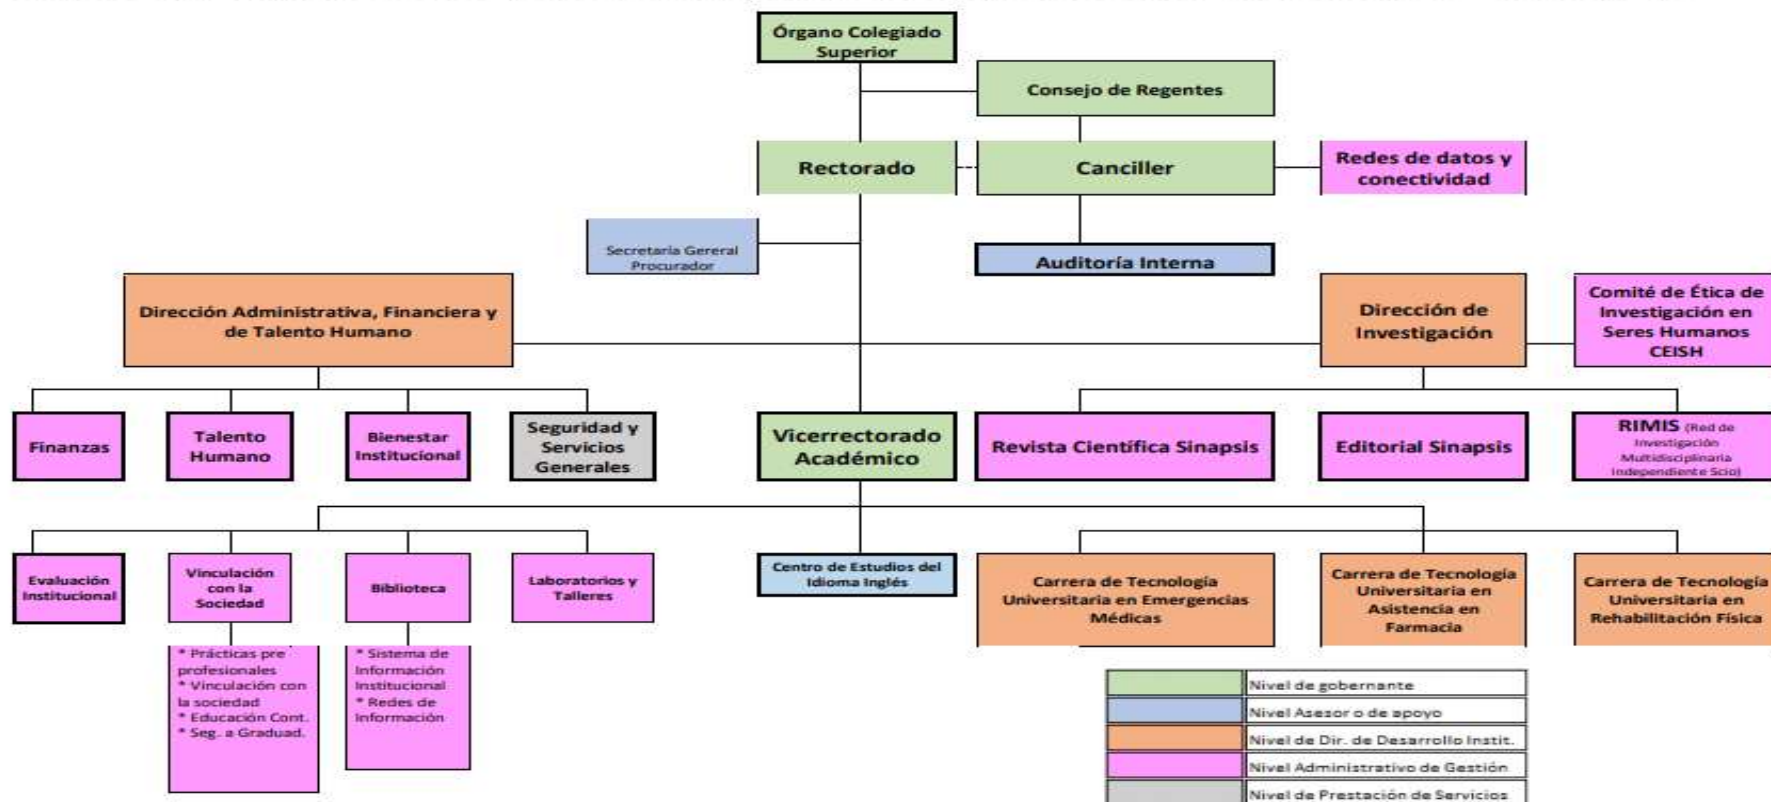 Órgano Colegiado
Superior
Consejo de Regentes
Rectorado
Canciller
Redes de datos y
conectividad
Secretaría Gereral
Procurador
Auditoría Interna
Dirección Administrativa, Financiera y
de Talento Humano
Dirección de
Investigación
Comité de Ética de
Investigación en
Seres Humanos
CEISH
Finanzas
Talento
Humano
Bienestar
Institucional
Seguridad y
Servicios
Generales
Vicerrectorado
Académico
Revista Científica Sinapsis
Editorial Sinapsis
RIMIS (Red de
Investigación
Multidisciplinaria
Independiente Scio)
Evaluación
Institucional
Vinculación
con la
Sociedad
Biblioteca
Laboratorios y
Talleres
Centro de Estudios del
Idioma Inglés
Carrera de Tecnología
Universitaria en Emergencias
Médicas
Carrera de Tecnología
Universitaria en
Asistencia en
Farmacia
Carrera de Tecnología
Universitaria en
Rehabilitación Física
* Prácticas pre
profesionales
* Vinculación con
la sociedad
* Educación Cont.
* Seg. a Graduad.
* Sistema de
Información
Institucional
* Redes de
Información
Nivel de gobernante
Nivel Asesor o de apoyo
Nivel de Dir. de Desarrollo Instit.
Nivel Administrativo de Gestión
Nivel de Prestación de Servicios